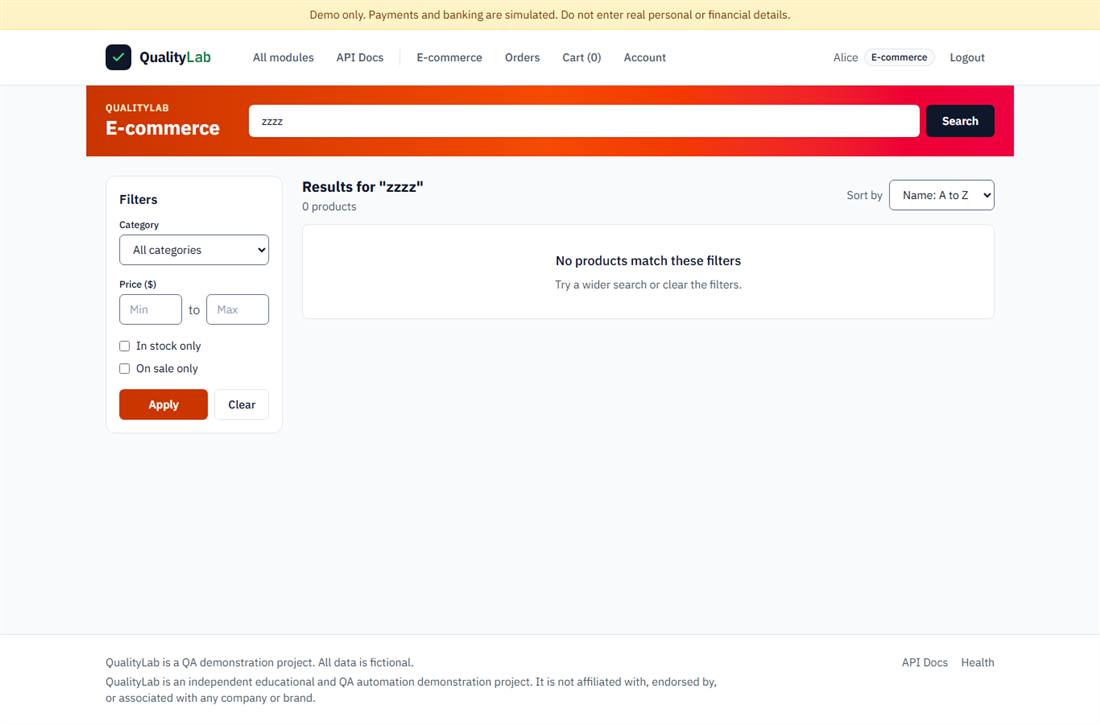 Demo only. Payments and banking are simulated. Do not enter real personal or financial details.
QualityLab
All modules
API Docs
E-commerce
Orders
Cart (0)
Account
Alice
E-commerce
Logout
QUALITYLAB
E-commerce
zzzz
Search
Filters
Category
All categories
Price ($)
Min
to
Max
In stock only
On sale only
Apply
Clear
Results for "zzzz"
0 products
Sort by
Name: A to Z
No products match these filters
Try a wider search or clear the filters.
QualityLab is a QA demonstration project. All data is fictional.
QualityLab is an independent educational and QA automation demonstration project. It is not affiliated with, endorsed by,
or associated with any company or brand.
API Docs
Health